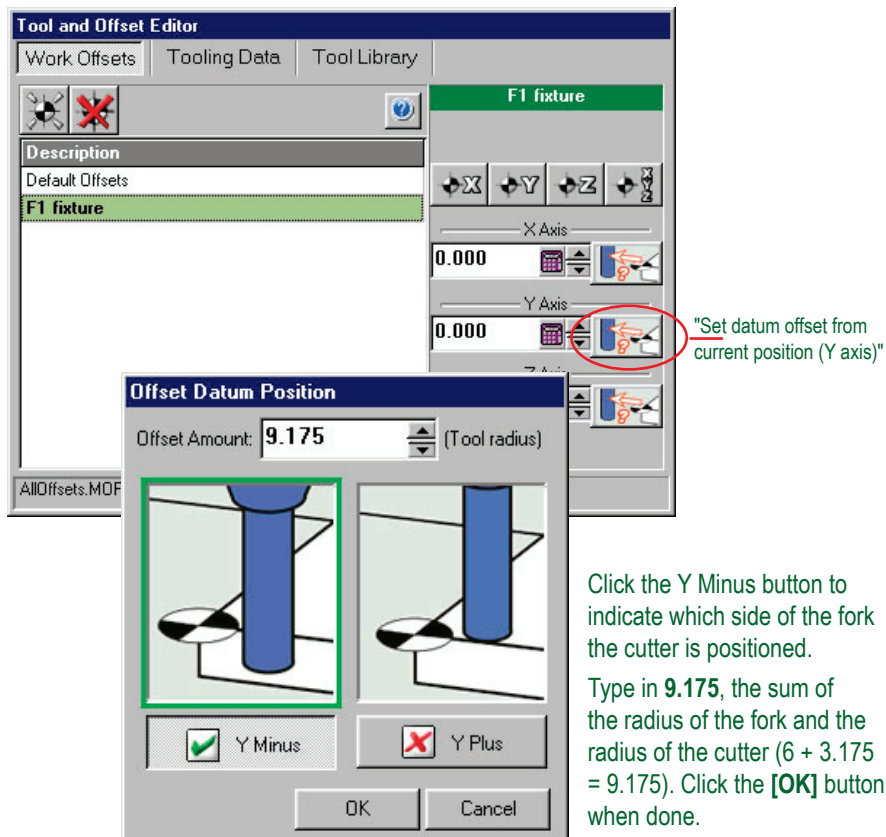 Tool and Offset Editor
Work Offsets
Tooling Data
Tool Library
F1 fixture
Description
Default Offsets
F1 fixture
X
Y
Z
XYZ
X Axis
0.000
Y Axis
0.000
"Set datum offset from
current position (Y axis)"
AllOffsets.MOF
Offset Datum Position
Offset Amount: 9.175 (Tool radius)
Y Minus
Y Plus
OK
Cancel
Click the Y Minus button to
indicate which side of the fork
the cutter is positioned.
Type in 9.175, the sum of
the radius of the fork and the
radius of the cutter (6 + 3.175
= 9.175). Click the [OK] button
when done.